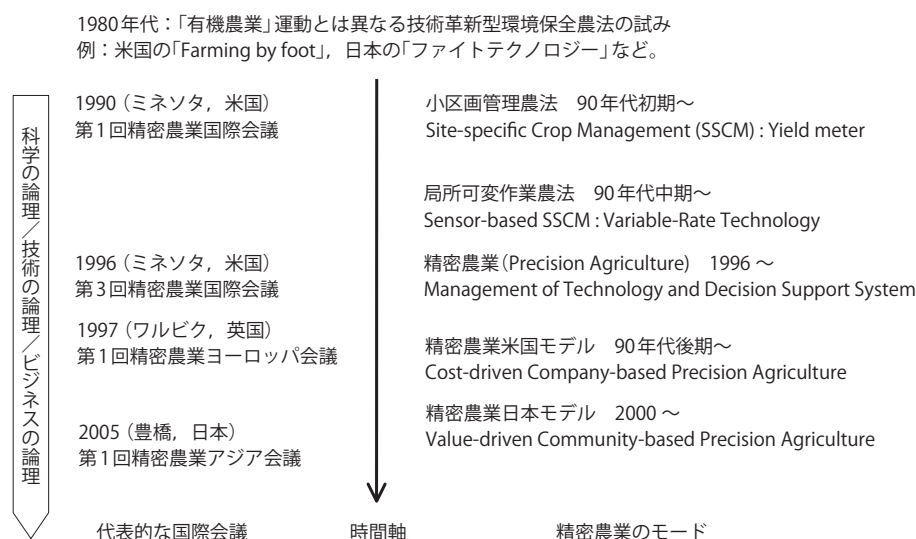 1980年代：「有機農業」運動とは異なる技術革新型環境保全農法の試み
例：米国の「Farming by foot」，日本の「ファイトテクノロジー」など。
科学の論理／技術の論理／ビジネスの論理
1990（ミネソタ，米国）
第1回精密農業国際会議
小区画管理農法　90年代初期～
Site-specific Crop Management (SSCM) : Yield meter
局所可変作業農法　90年代中期～
Sensor-based SSCM : Variable-Rate Technology
1996（ミネソタ，米国）
第3回精密農業国際会議
精密農業（Precision Agriculture)　1996 ～
Management of Technology and Decision Support System
1997（ワルビク，英国）
第1回精密農業ヨーロッパ会議
精密農業米国モデル　90年代後期～
Cost-driven Company-based Precision Agriculture
精密農業日本モデル　2000 ～
Value-driven Community-based Precision Agriculture
2005（豊橋，日本）
第1回精密農業アジア会議
代表的な国際会議
時間軸
精密農業のモード